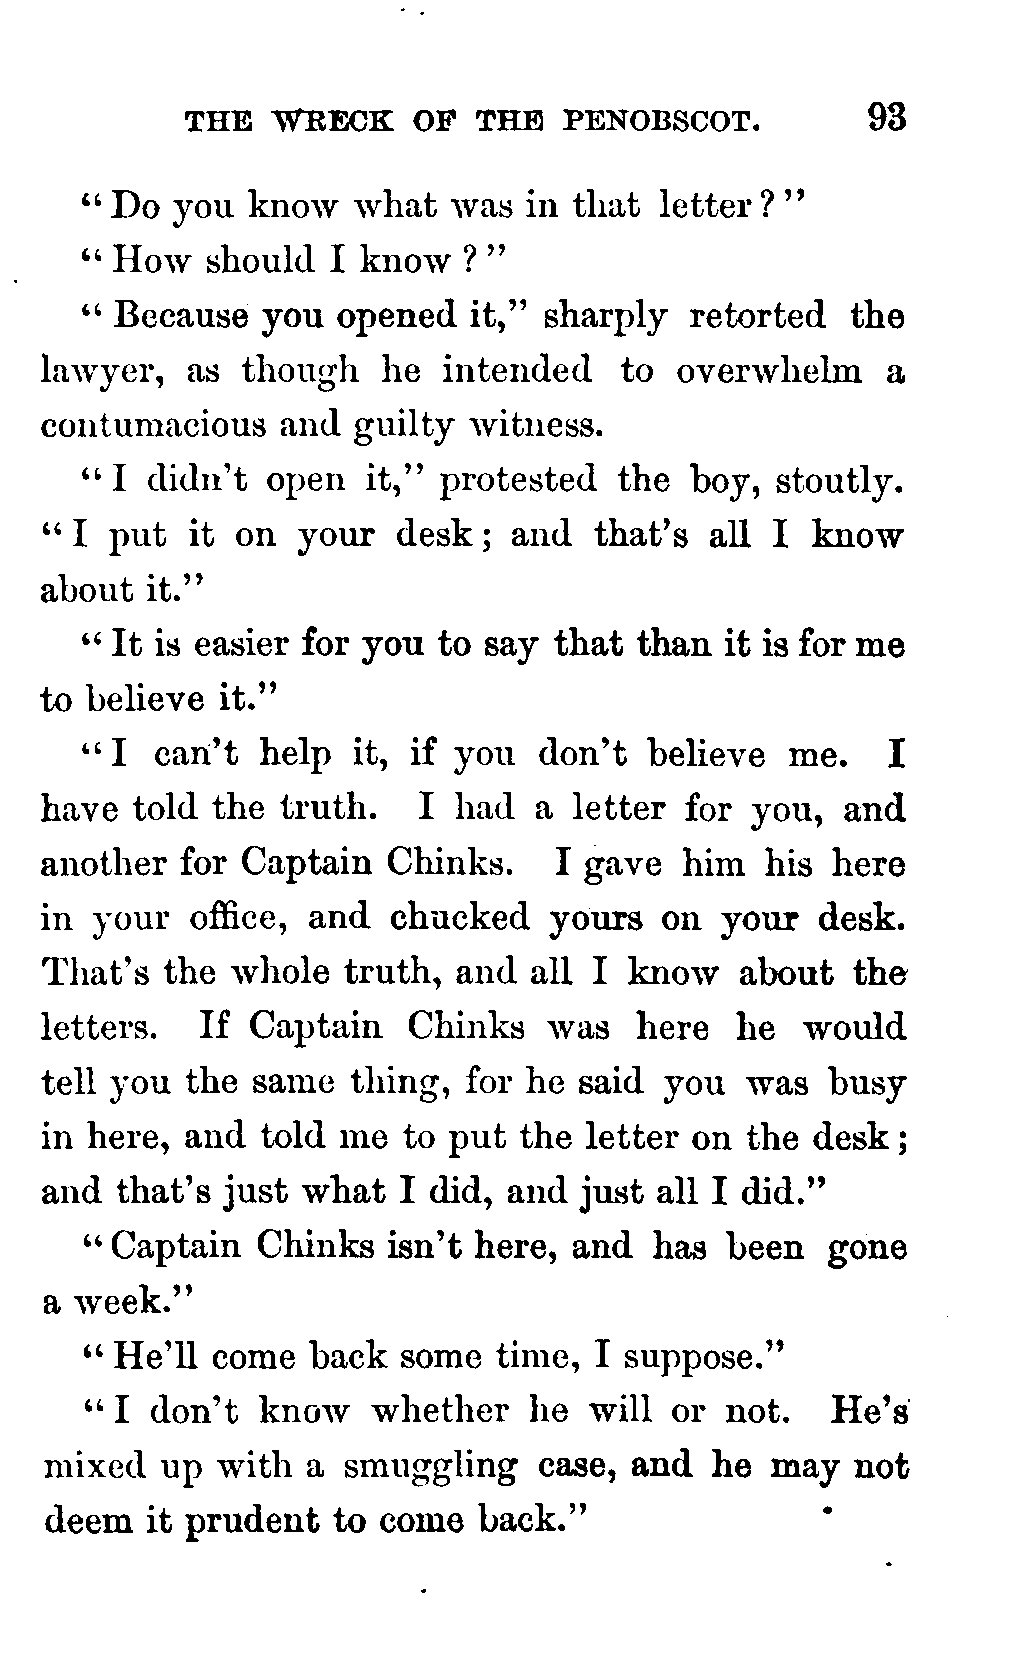 THE WRECK OF THE PENOBSCOT. 93
“Do you know what was in that letter?”
“How should I know?”
“Because you opened it,” sharply retorted the
lawyer, as though he intended to overwhelm a
contumacious and guilty witness.
“I didn’t open it,” protested the boy, stoutly.
“I put it on your desk; and that’s all I know
about it.”
“It is easier for you to say that than it is for me
to believe it.”
“I can’t help it, if you don’t believe me. I
have told the truth. I had a letter for you, and
another for Captain Chinks. I gave him his here
in your office, and chucked yours on your desk.
That’s the whole truth, and all I know about the
letters. If Captain Chinks was here he would
tell you the same thing, for he said you was busy
in here, and told me to put the letter on the desk;
and that’s just what I did, and just all I did.”
“Captain Chinks isn’t here, and has been gone
a week.”
“He’ll come back some time, I suppose.”
“I don’t know whether he will or not. He’s
mixed up with a smuggling case, and he may not
deem it prudent to come back.”